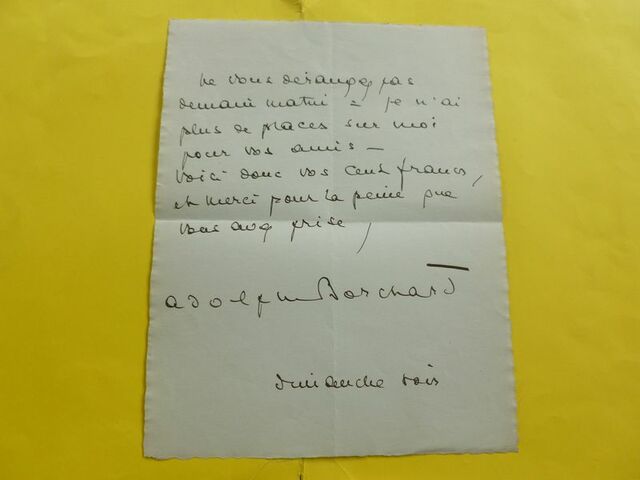 Ne vous dérangez pas
demain matin = je n'ai
plus de places sur moi
pour vos amis —
Voici donc vos cent francs,
et merci pour la peine que
vous avez prise,
Adolphe Borchard
dimanche soir